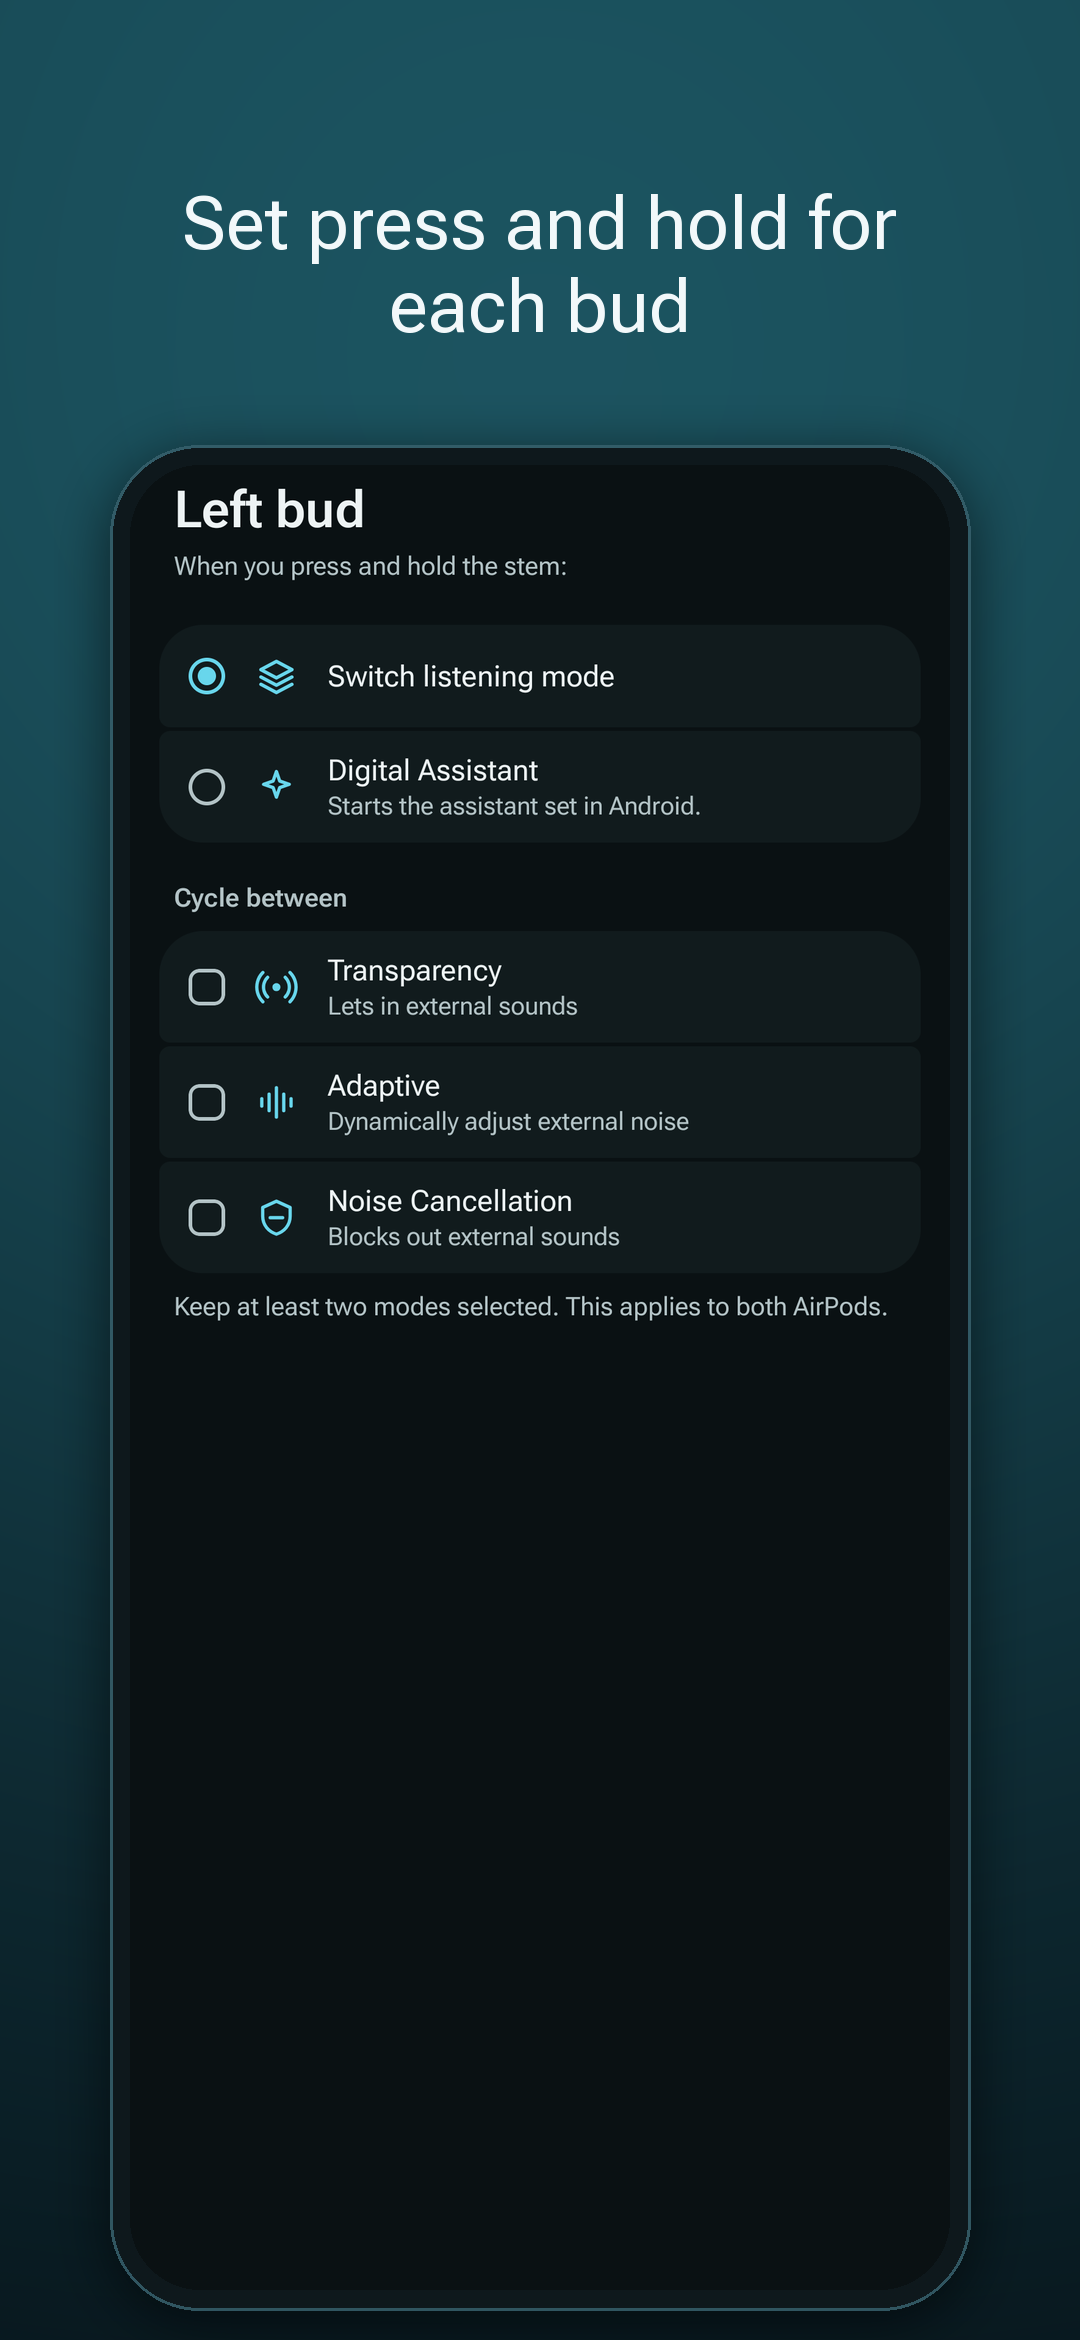 Set press and hold for
each bud
Left bud
When you press and hold the stem:
Switch listening mode
Digital Assistant
Starts the assistant set in Android.
Cycle between
Transparency
Lets in external sounds
Adaptive
Dynamically adjust external noise
Noise Cancellation
Blocks out external sounds
Keep at least two modes selected. This applies to both AirPods.